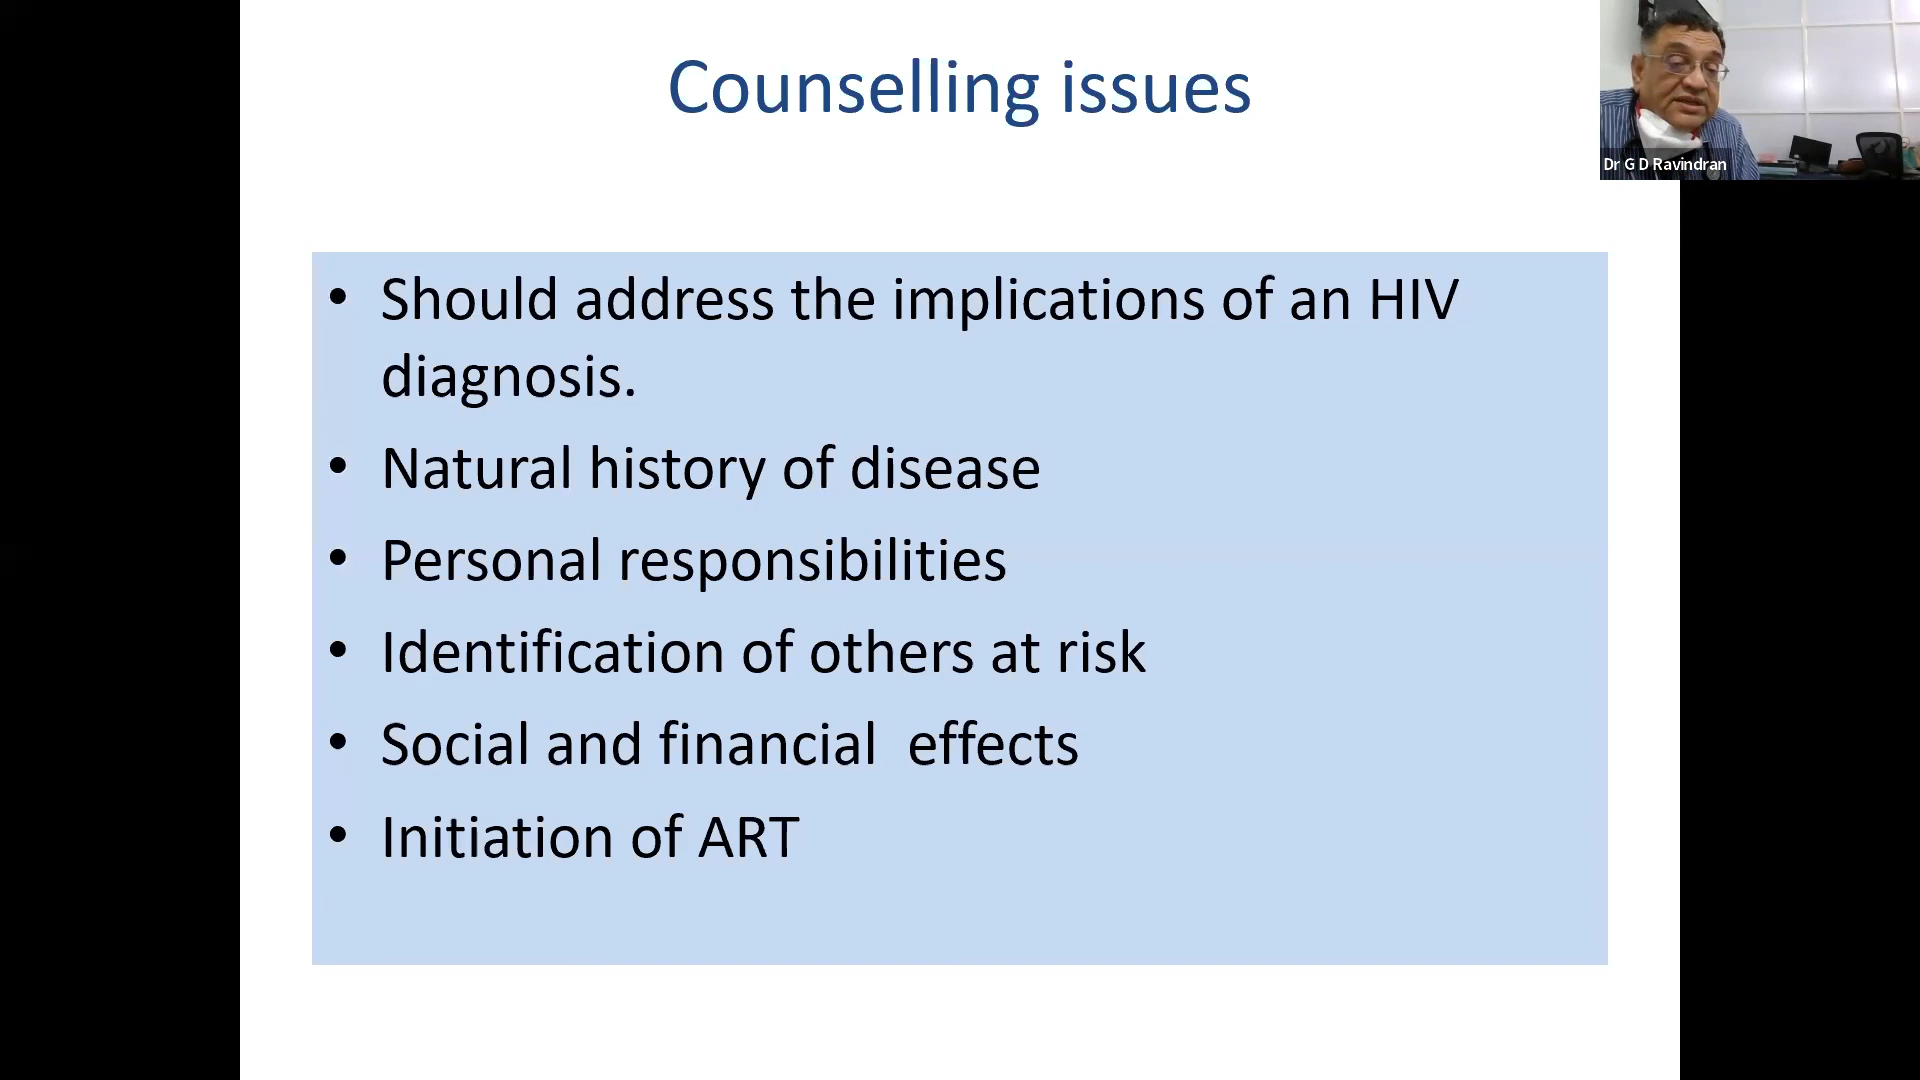 Counselling issues
Dr G D Ravindran
• Should address the implications of an HIV
diagnosis.
• Natural history of disease
• Personal responsibilities
• Identification of others at risk
• Social and financial  effects
• Initiation of ART